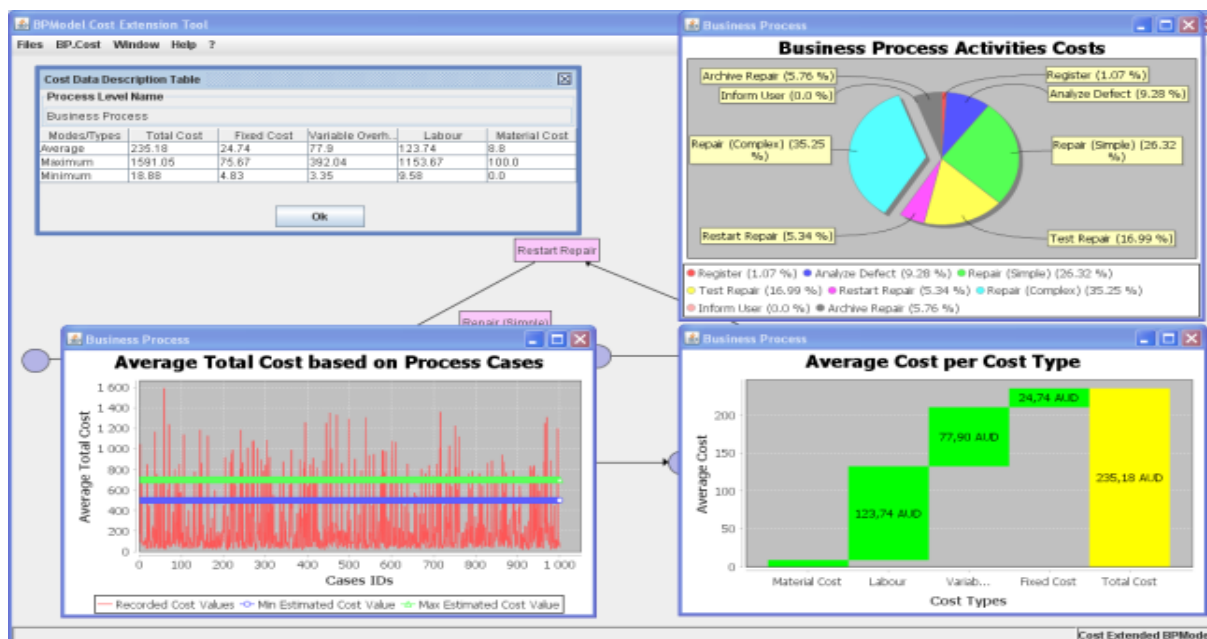 BPModel Cost Extension Tool
Files BP.Cost Window Help ?
Cost Data Description Table
Process Level Name
Business Process
Modes/Types Total Cost Fixed Cost Variable Overh... Labour Material Cost
Average 235.18 24.74 77.9 123.74 8.8
Maximum 1591.05 75.67 392.04 1153.67 100.0
Minimum 18.88 4.83 3.35 9.58 0.0
Ok
Restart Repair
Repair (Simple)
Business Process
Business Process Activities Costs
Archive Repair (5.76 %)
Register (1.07 %)
Inform User (0.0 %)
Analyze Defect (9.28 %)
Repair (Complex) (35.25
%)
Repair (Simple) (26.32
%)
Restart Repair (5.34 %)
Test Repair (16.99 %)
Register (1.07 %) Analyze Defect (9.28 %) Repair (Simple) (26.32 %)
Test Repair (16.99 %) Restart Repair (5.34 %) Repair (Complex) (35.25 %)
Inform User (0.0 %) Archive Repair (5.76 %)
Business Process
Average Total Cost based on Process Cases
Average Total Cost
1 600
1 400
1 200
1 000
800
600
400
200
0
0 100 200 300 400 500 600 700 800 900 1 000
Cases IDs
Recorded Cost Values Min Estimated Cost Value Max Estimated Cost Value
Business Process
Average Cost per Cost Type
Average Cost
200
150
100
50
0
24,74 AUD
77,90 AUD
235,18 AUD
123,74 AUD
Material Cost Labour Variab... Fixed Cost Total Cost
Cost Types
Cost Extended BPMode